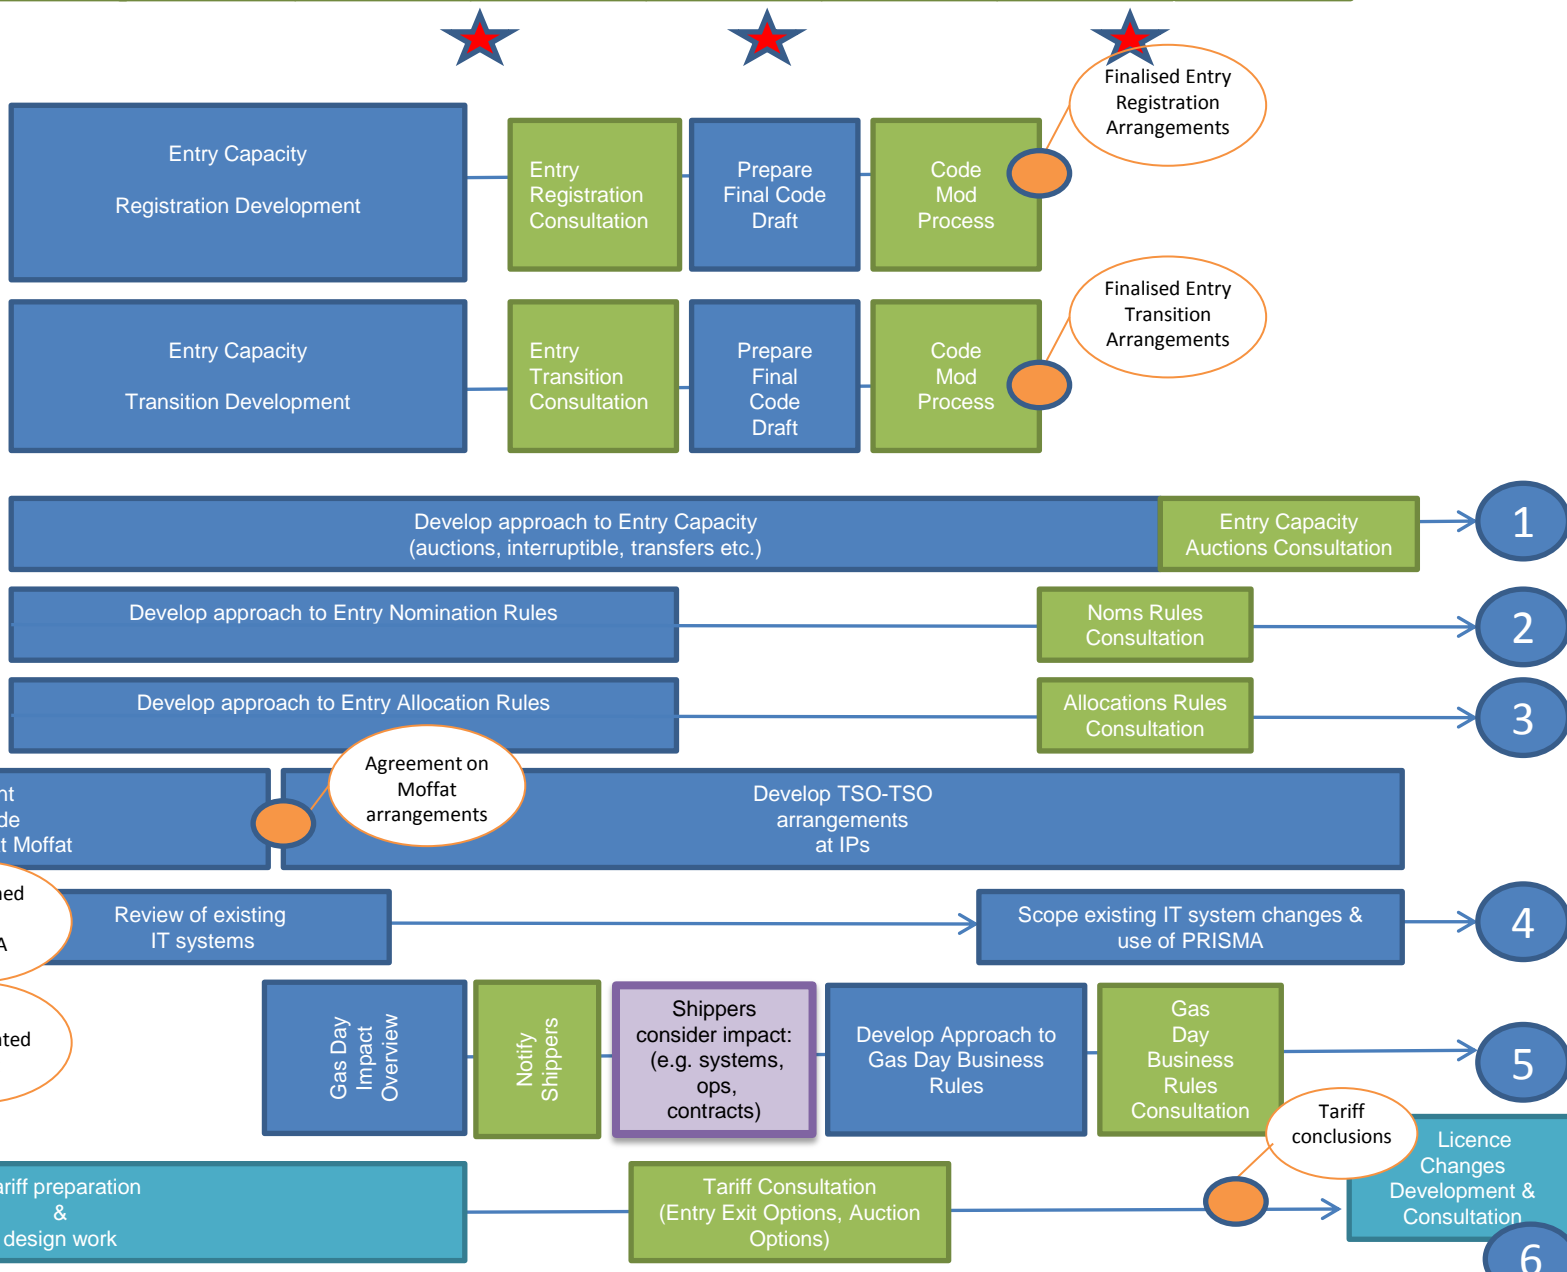 Finalised Entry
Registration
Arrangements
Entry Capacity
Registration Development
Entry
Registration
Consultation
Prepare
Final Code
Draft
Code
Mod
Process
Finalised Entry
Transition
Arrangements
Entry Capacity
Transition Development
Entry
Transition
Consultation
Prepare
Final
Code
Draft
Code
Mod
Process
Develop approach to Entry Capacity
(auctions, interruptible, transfers etc.)
Entry Capacity
Auctions Consultation
1
Develop approach to Entry Nomination Rules
Noms Rules
Consultation
2
Develop approach to Entry Allocation Rules
Allocations Rules
Consultation
3
Agreement on
Moffat
arrangements
Moffat
Develop TSO-TSO
arrangements
at IPs
Review of existing
IT systems
Scope existing IT system changes &
use of PRISMA
4
Gas Day
Impact
Overview
Notify
Shippers
Shippers
consider impact:
(e.g. systems,
ops,
contracts)
Develop Approach to
Gas Day Business
Rules
Gas
Day
Business
Rules
Consultation
5
Tariff
conclusions
preparation
&
design work
Tariff Consultation
(Entry Exit Options, Auction
Options)
Licence
Changes
Development &
Consultation
6